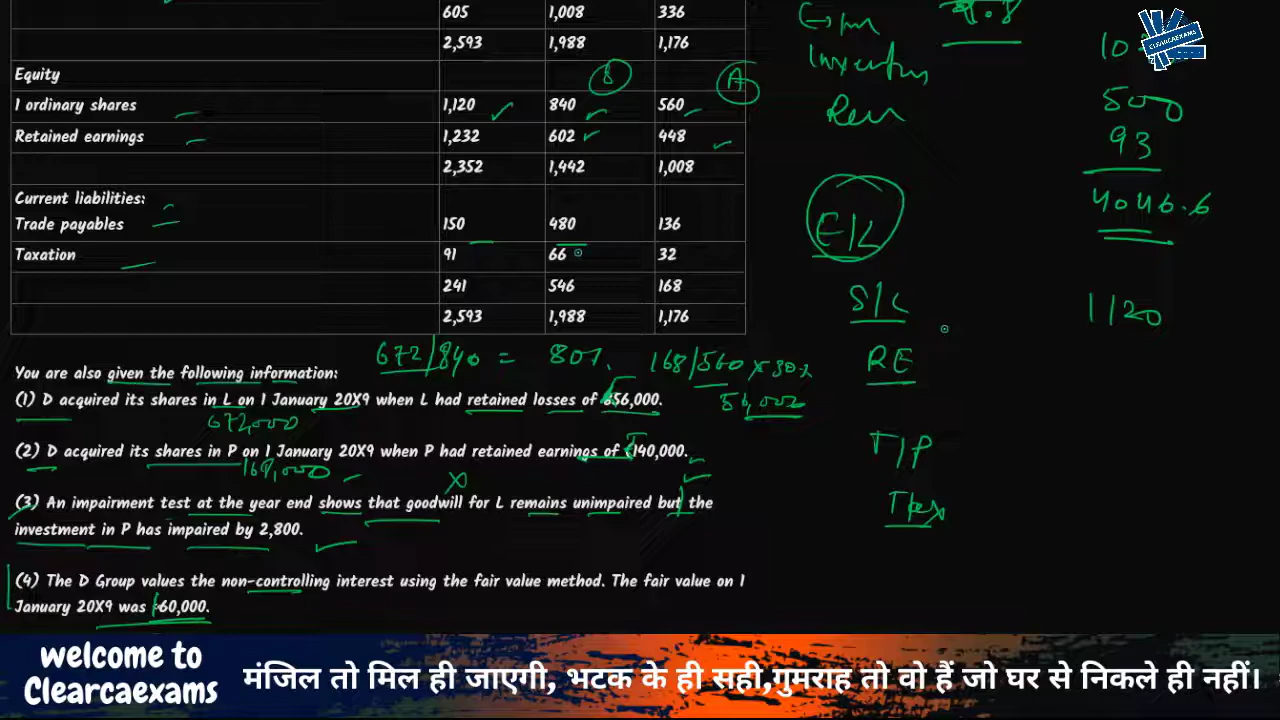 605 1,008 336
2,593 1,988 1,176
Equity
1 ordinary shares 1,120 840 560
Retained earnings 1,232 602 448
2,352 1,442 1,008
Current liabilities:
Trade payables 150 480 136
Taxation 91 66 32
241 546 168
2,593 1,988 1,176
672/840 = 80%. 168/560 × 30%
You are also given the following information:
(1) D acquired its shares in L on 1 January 20X9 when L had retained losses of 56,000.
672,000
56,000
(2) D acquired its shares in P on 1 January 20X9 when P had retained earnings of 140,000.
168,000
(3) An impairment test at the year end shows that goodwill for L remains unimpaired but the
investment in P has impaired by 2,800.
(4) The D Group values the non-controlling interest using the fair value method. The fair value on 1
January 20X9 was 160,000.
A
500
93
4046.6
E/L
S/C 1120
RE
T/P
CLEARCAEXAMS
welcome to
Clearcaexams
मंजिल तो मिल ही जाएगी, भटक के ही सही,गुमराह तो वो हैं जो घर से निकले ही नहीं।